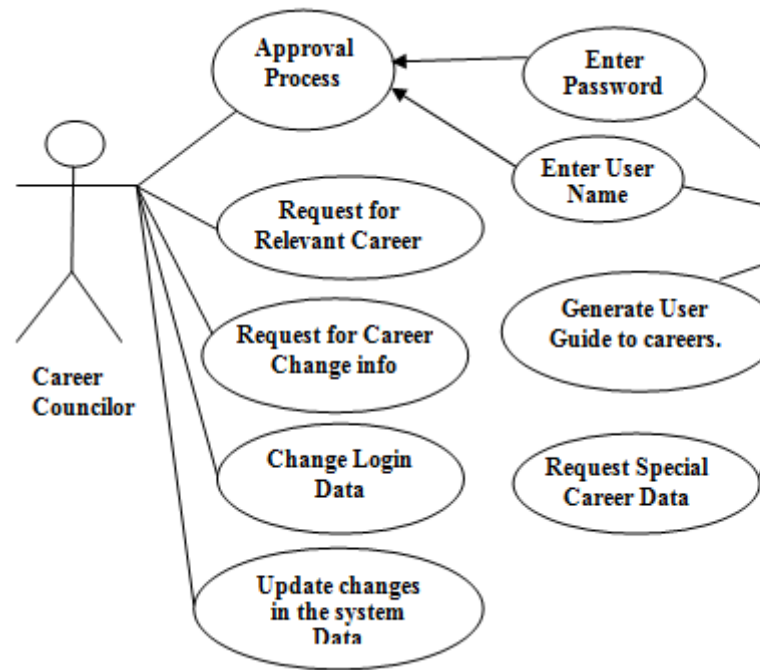 Approval
Process
Enter
Password
Enter User
Name
Request for
Relevant Career
Generate User
Guide to careers.
Request for Career
Change info
Career
Councilor
Change Login
Data
Request Special
Career Data
Update changes
in the system
Data